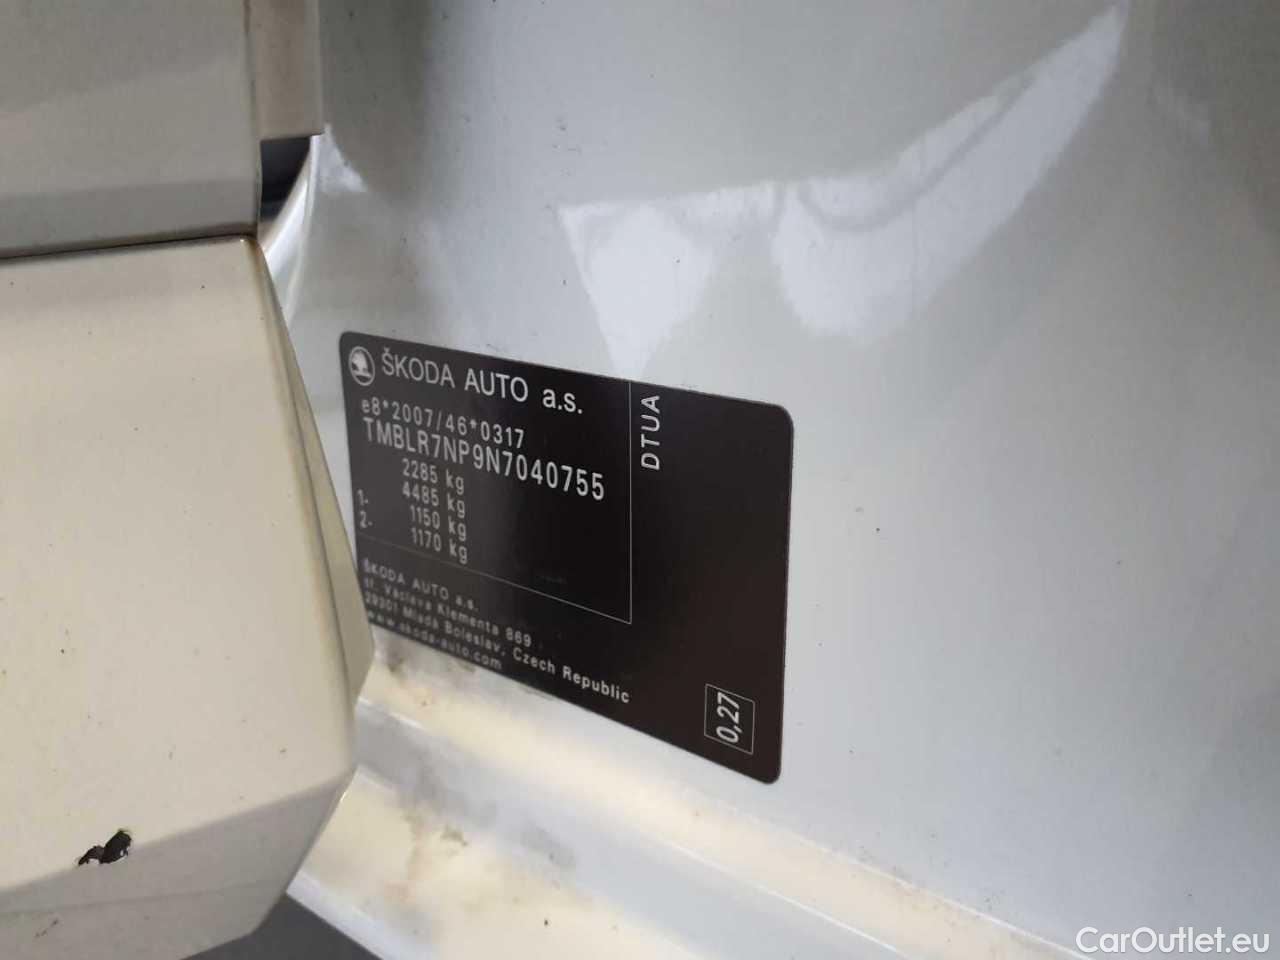 ŠKODA AUTO a.s.
e8*2007/46*0317
TMBLR7NP9N7040755
2285 kg
4485 kg
1- 1150 kg
2- 1170 kg
DTUA
ŠKODA AUTO a.s.
tř. Václava Klementa 869
29301 Mladá Boleslav, Czech Republic
www.skoda-auto.com
0,27
CarOutlet.eu